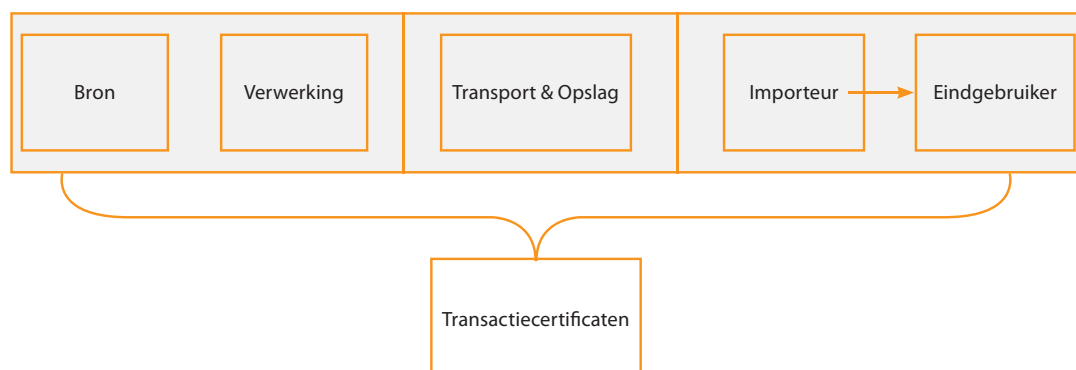 Bron
Verwerking
Transport & Opslag
Importeur
Eindgebruiker
Transactiecertificaten